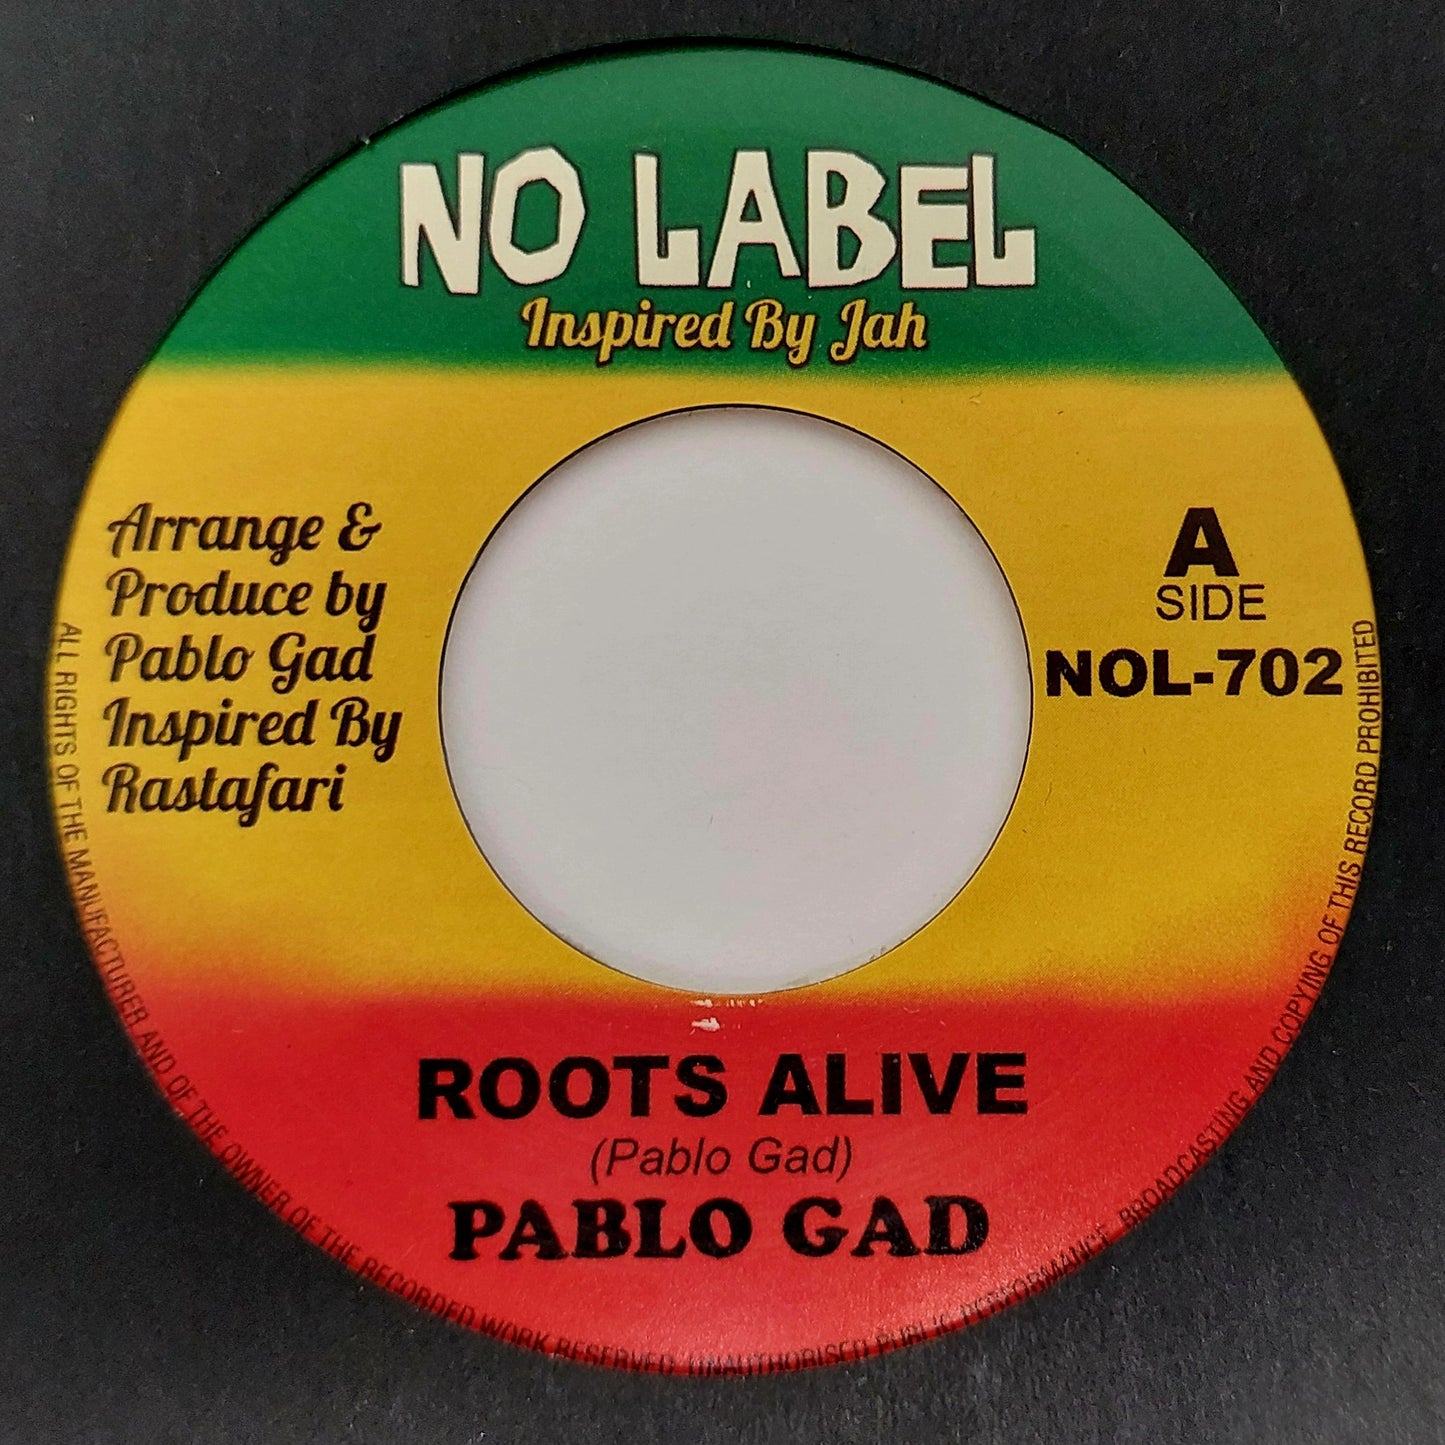 NO LABEL
Inspired By Jah
Arrange &
Produce by
Pablo Gad
Inspired By
Rastafari
A
SIDE
NOL-702
ROOTS ALIVE
(Pablo Gad)
PABLO GAD
ALL RIGHTS OF THE MANUFACTURER AND OF THE OWNER OF THE RECORDED WORK RESERVED. UNAUTHORISED PUBLIC PERFORMANCE, BROADCASTING AND COPYING OF THIS RECORD PROHIBITED